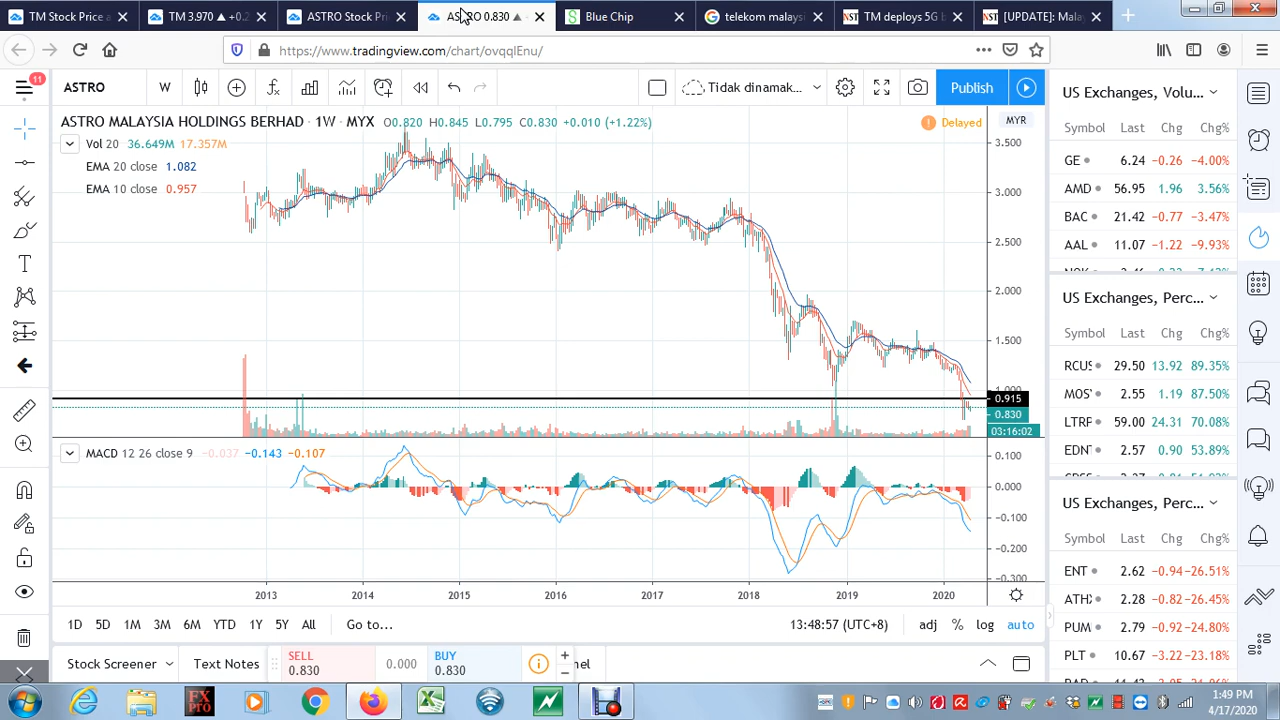 TM Stock Price a
TM 3.970 ▲ +0.2
ASTRO Stock Pri
ASTRO 0.830 ▲
Blue Chip
telekom malaysi
TM deploys 5G b
[UPDATE]: Mala
https://www.tradingview.com/chart/ovqqlEnu/
11
ASTRO
W
Tidak dinamak...
Publish
US Exchanges, Volu...
ASTRO MALAYSIA HOLDINGS BERHAD · 1W · MYX O0.820 H0.845 L0.795 C0.830 +0.010 (+1.22%)
Delayed
MYR
Vol 20 36.649M 17.357M
EMA 20 close 1.082
EMA 10 close 0.957
3.500
3.000
2.500
2.000
1.500
1.000
0.915
0.830
03:16:02
MACD 12 26 close 9 −0.037 −0.143 −0.107
0.100
0.000
−0.100
−0.200
−0.300
2013 2014 2015 2016 2017 2018 2019 2020
1D 5D 1M 3M 6M YTD 1Y 5Y All Go to...
13:48:57 (UTC+8) adj % log auto
Stock Screener
Text Notes
SELL
0.830
0.000
BUY
0.830
nel
Symbol Last Chg Chg%
GE 6.24 −0.26 −4.00%
AMD 56.95 1.96 3.56%
BAC 21.42 −0.77 −3.47%
AAL 11.07 −1.22 −9.93%
US Exchanges, Perc...
Symbol Last Chg Chg%
RCUS 29.50 13.92 89.35%
MOS' 2.55 1.19 87.50%
LTRP 59.00 24.31 70.08%
EDNT 2.57 0.90 53.89%
US Exchanges, Perc...
Symbol Last Chg Chg%
ENT 2.62 −0.94 −26.51%
ATHX 2.28 −0.82 −26.45%
PUM 2.79 −0.92 −24.80%
PLT 10.67 −3.22 −23.18%
FX
PRO
1:49 PM
4/17/2020